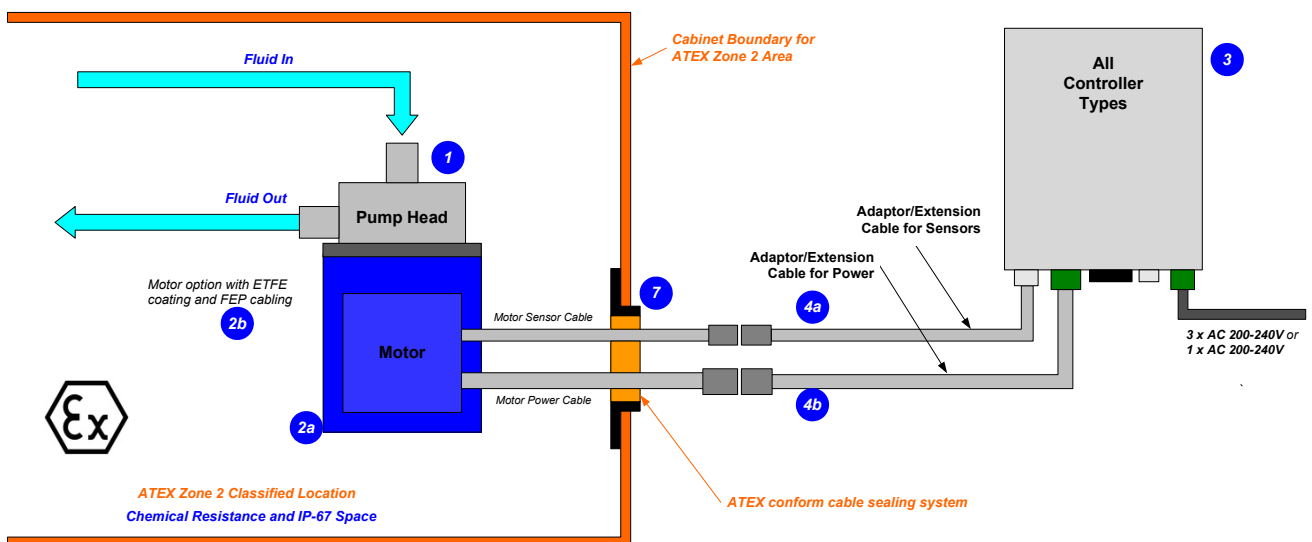 Fluid In
Cabinet Boundary for
ATEX Zone 2 Area
All
Controller
Types
3
1
Fluid Out
Pump Head
Adaptor/Extension
Cable for Sensors
Adaptor/Extension
Cable for Power
Motor option with ETFE
coating and FEP cabling
2b
7
4a
Motor Sensor Cable
3 x AC 200-240V or
1 x AC 200-240V
Motor
Motor Power Cable
4b
2a
Ex
ATEX Zone 2 Classified Location
Chemical Resistance and IP-67 Space
ATEX conform cable sealing system